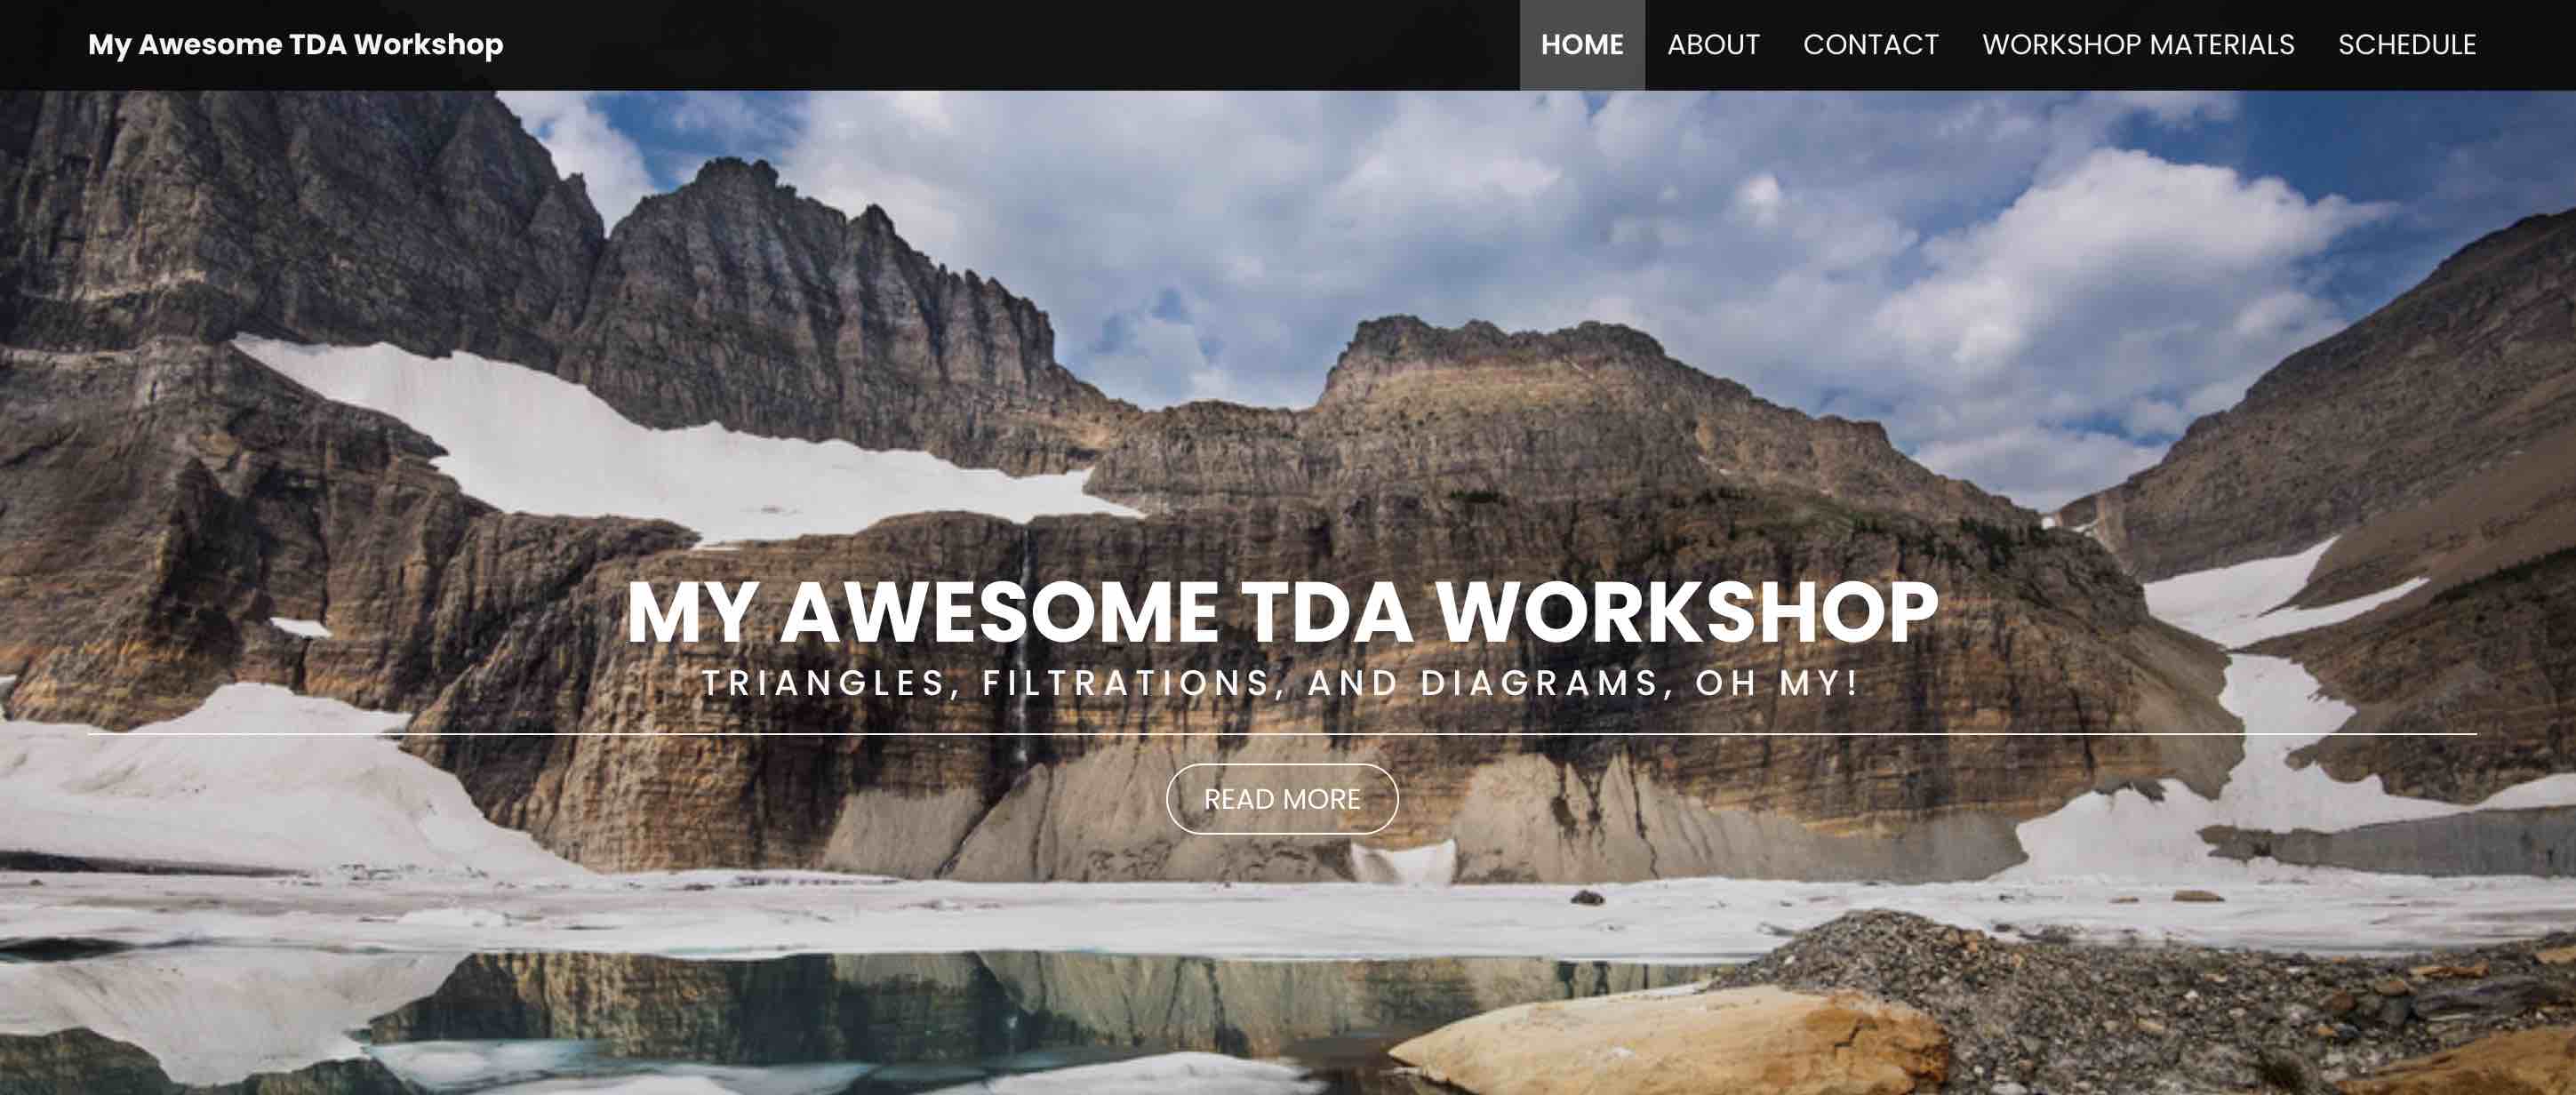 My Awesome TDA Workshop
HOME ABOUT CONTACT WORKSHOP MATERIALS SCHEDULE
MY AWESOME TDA WORKSHOP
TRIANGLES, FILTRATIONS, AND DIAGRAMS, OH MY!
READ MORE